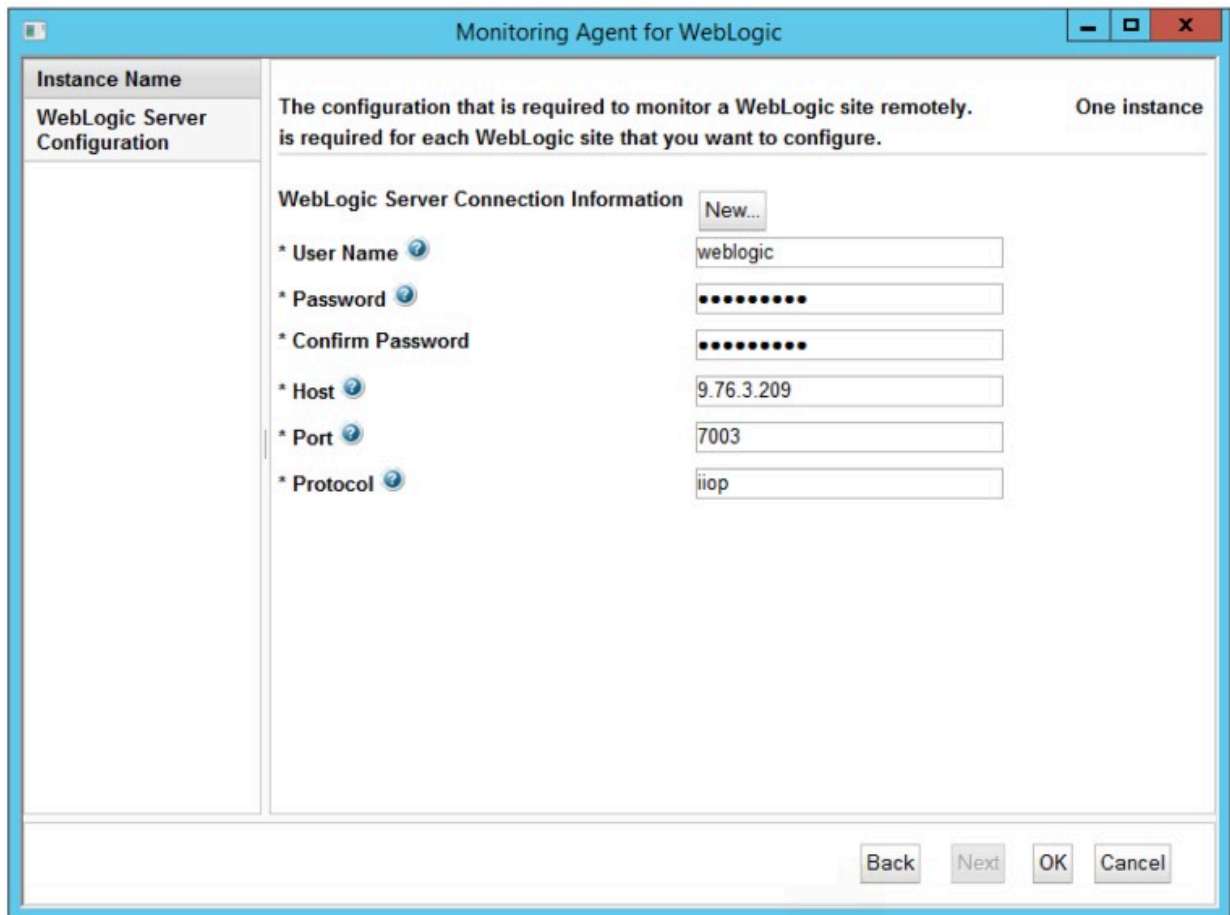 Monitoring Agent for WebLogic
Instance Name
WebLogic Server
Configuration
The configuration that is required to monitor a WebLogic site remotely. One instance
is required for each WebLogic site that you want to configure.
WebLogic Server Connection Information New...
* User Name weblogic
* Password •••••••••
* Confirm Password •••••••••
* Host 9.76.3.209
* Port 7003
* Protocol iiop
Back Next OK Cancel